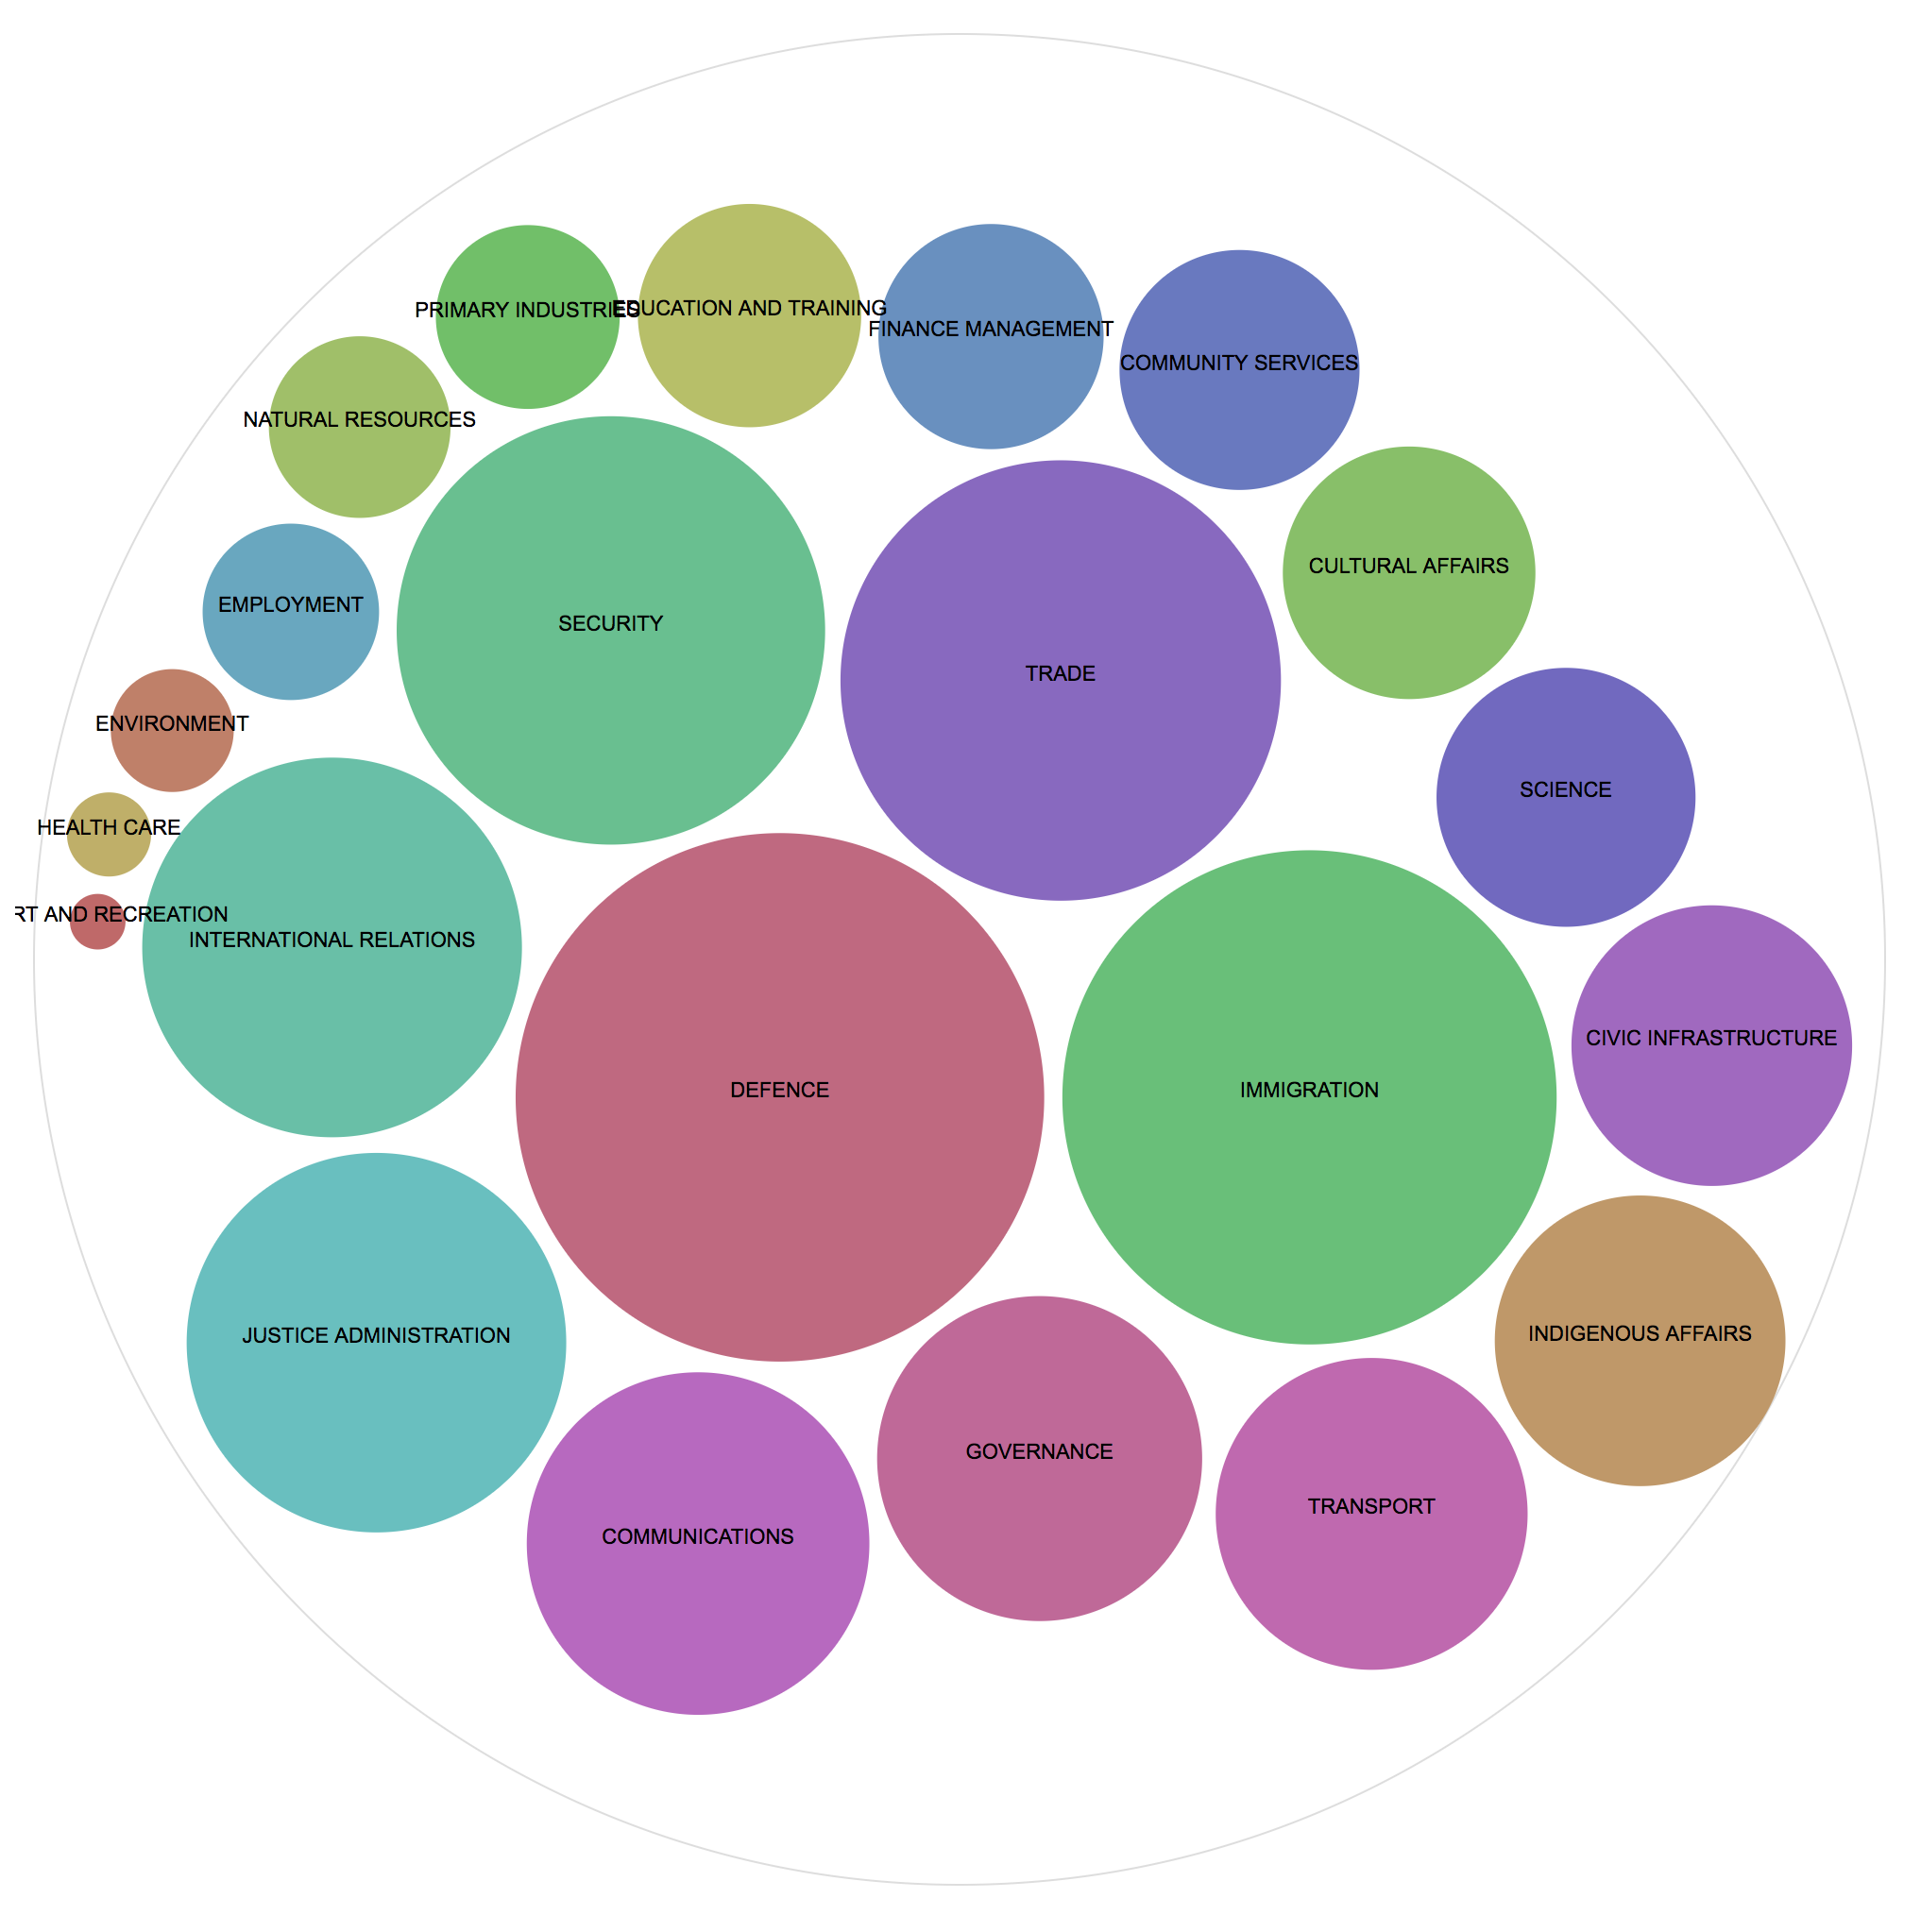 PRIMARY INDUSTRIES
EDUCATION AND TRAINING
FINANCE MANAGEMENT
COMMUNITY SERVICES
NATURAL RESOURCES
CULTURAL AFFAIRS
EMPLOYMENT
SECURITY
TRADE
ENVIRONMENT
SCIENCE
HEALTH CARE
AND RECREATION
INTERNATIONAL RELATIONS
CIVIC INFRASTRUCTURE
DEFENCE
IMMIGRATION
JUSTICE ADMINISTRATION
INDIGENOUS AFFAIRS
GOVERNANCE
TRANSPORT
COMMUNICATIONS